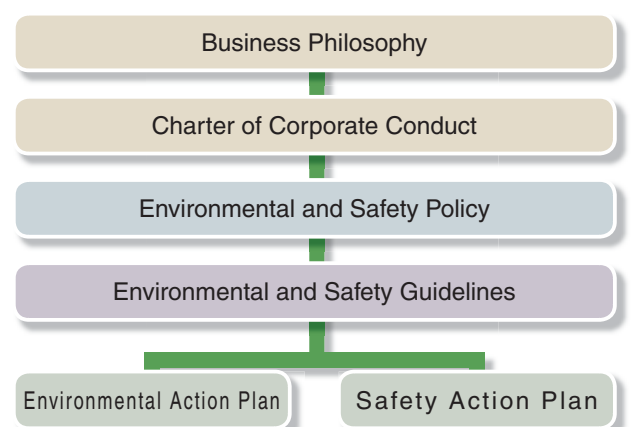 Business Philosophy
Charter of Corporate Conduct
Environmental and Safety Policy
Environmental and Safety Guidelines
Environmental Action Plan
Safety Action Plan